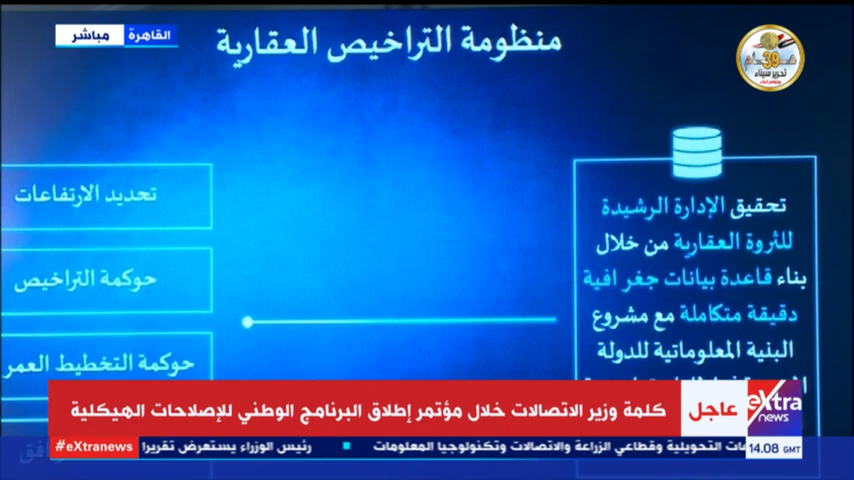 القاهرة مباشر
منظومة التراخيص العقارية
39
تحرير سيناء
تحقيق الإدارة الرشيدة
للثروة العقارية من خلال
بناء قاعدة بيانات جغرافية
دقيقة متكاملة مع مشروع
البنية المعلوماتية للدولة
تحديد الارتفاعات
حوكمة التراخيص
حوكمة التخطيط العمر
عاجل
كلمة وزير الاتصالات خلال مؤتمر إطلاق البرنامج الوطني للإصلاحات الهيكلية
eXtra
news
14.08 GMT
التحويلية وقطاعي الزراعة والاتصالات وتكنولوجيا المعلومات
رئيس الوزراء يستعرض تقريرا
#eXtranews